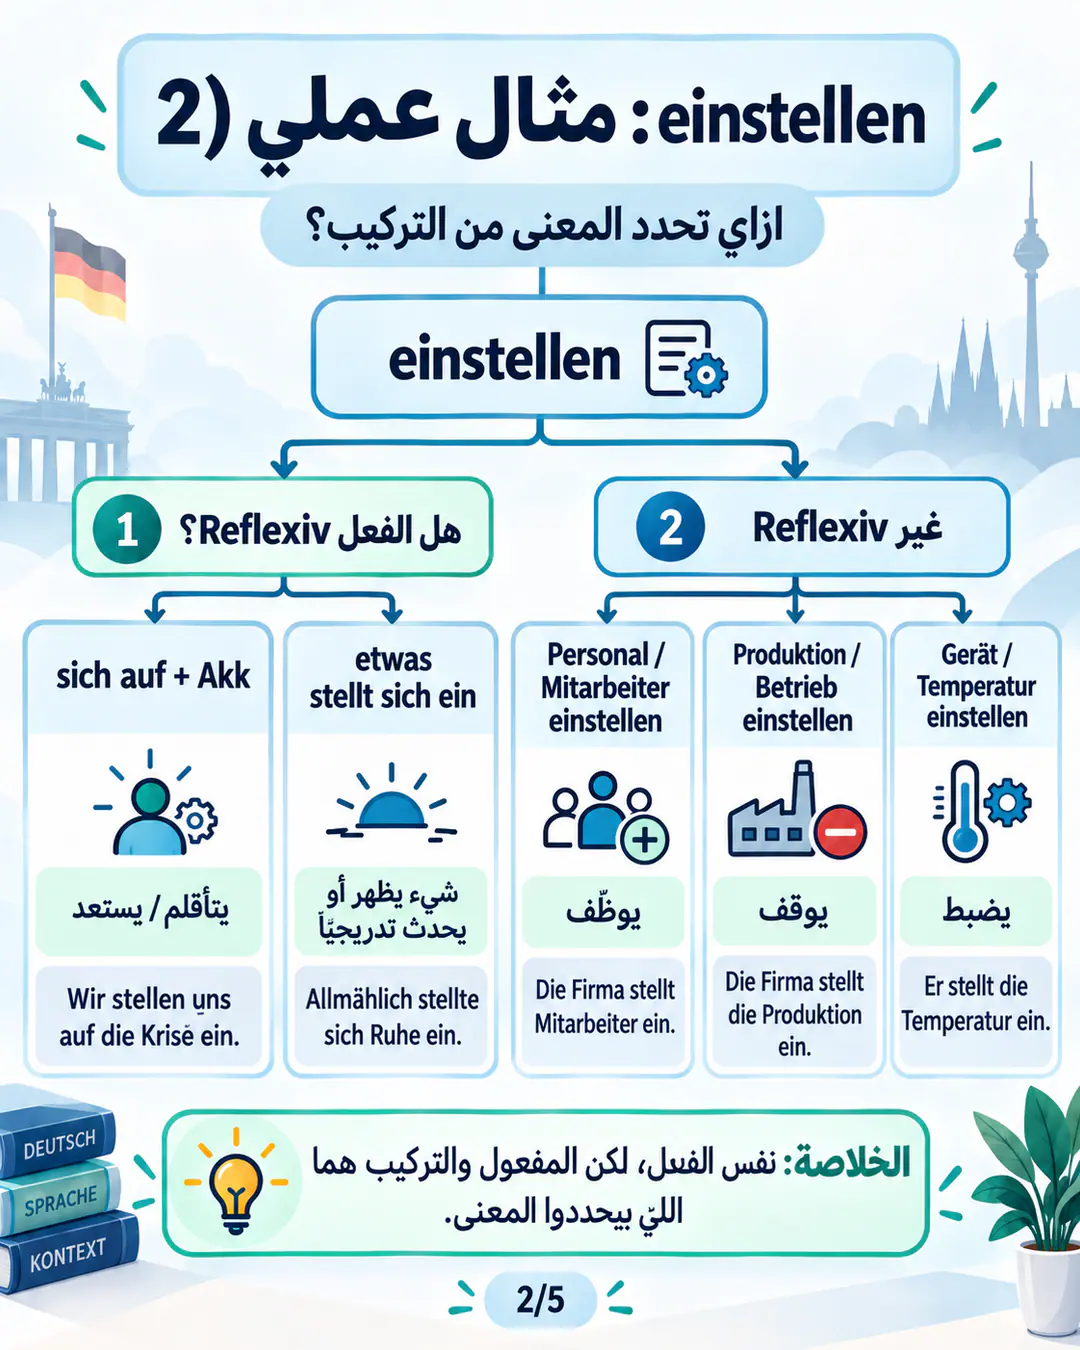 2) مثال عملي: einstellen
ازاي تحدد المعنى من التركيب؟
einstellen
1 هل الفعل Reflexiv؟
2 غير Reflexiv
sich auf + Akk
يتأقلم / يستعد
Wir stellen uns
auf die Krise ein.
etwas
stellt sich ein
شيء يظهر أو
يحدث تدريجيًّا
Allmählich stellte
sich Ruhe ein.
Personal /
Mitarbeiter
einstellen
يوظّف
Die Firma stellt
Mitarbeiter ein.
Produktion /
Betrieb
einstellen
يوقف
Die Firma stellt
die Produktion
ein.
Gerät /
Temperatur
einstellen
يضبط
Er stellt die
Temperatur ein.
DEUTSCH
SPRACHE
KONTEXT
الخلاصة: نفس الفعل، لكن المفعول والتركيب هما
الليّ بيحددوا المعنى.
2/5